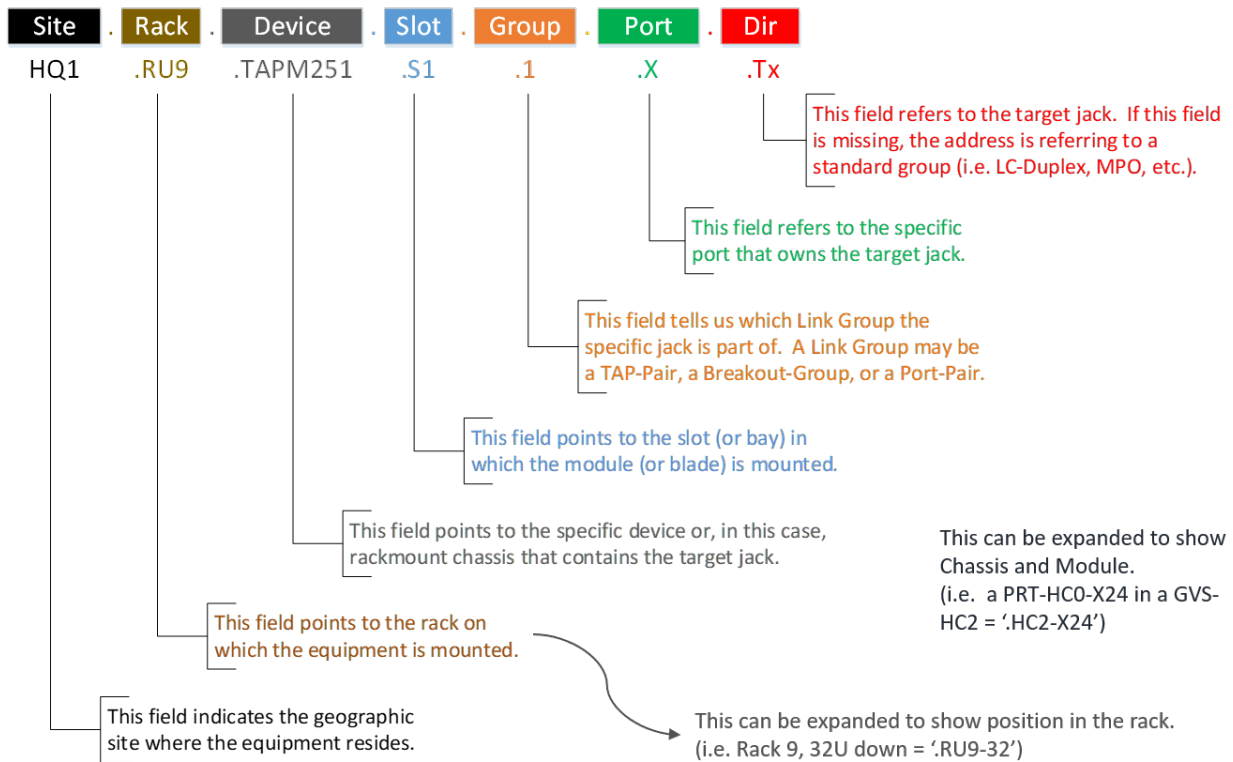 Site . Rack . Device . Slot . Group . Port . Dir
HQ1 .RU9 .TAPM251 .S1 .1 .X .Tx
This field refers to the target jack.  If this field
is missing, the address is referring to a
standard group (i.e. LC-Duplex, MPO, etc.).
This field refers to the specific
port that owns the target jack.
This field tells us which Link Group the
specific jack is part of.  A Link Group may be
a TAP-Pair, a Breakout-Group, or a Port-Pair.
This field points to the slot (or bay) in
which the module (or blade) is mounted.
This field points to the specific device or, in this case,
rackmount chassis that contains the target jack.
This can be expanded to show
Chassis and Module.
(i.e.  a PRT-HC0-X24 in a GVS-
HC2 = ‘.HC2-X24’)
This field points to the rack on
which the equipment is mounted.
This field indicates the geographic
site where the equipment resides.
This can be expanded to show position in the rack.
(i.e. Rack 9, 32U down = ‘.RU9-32’)